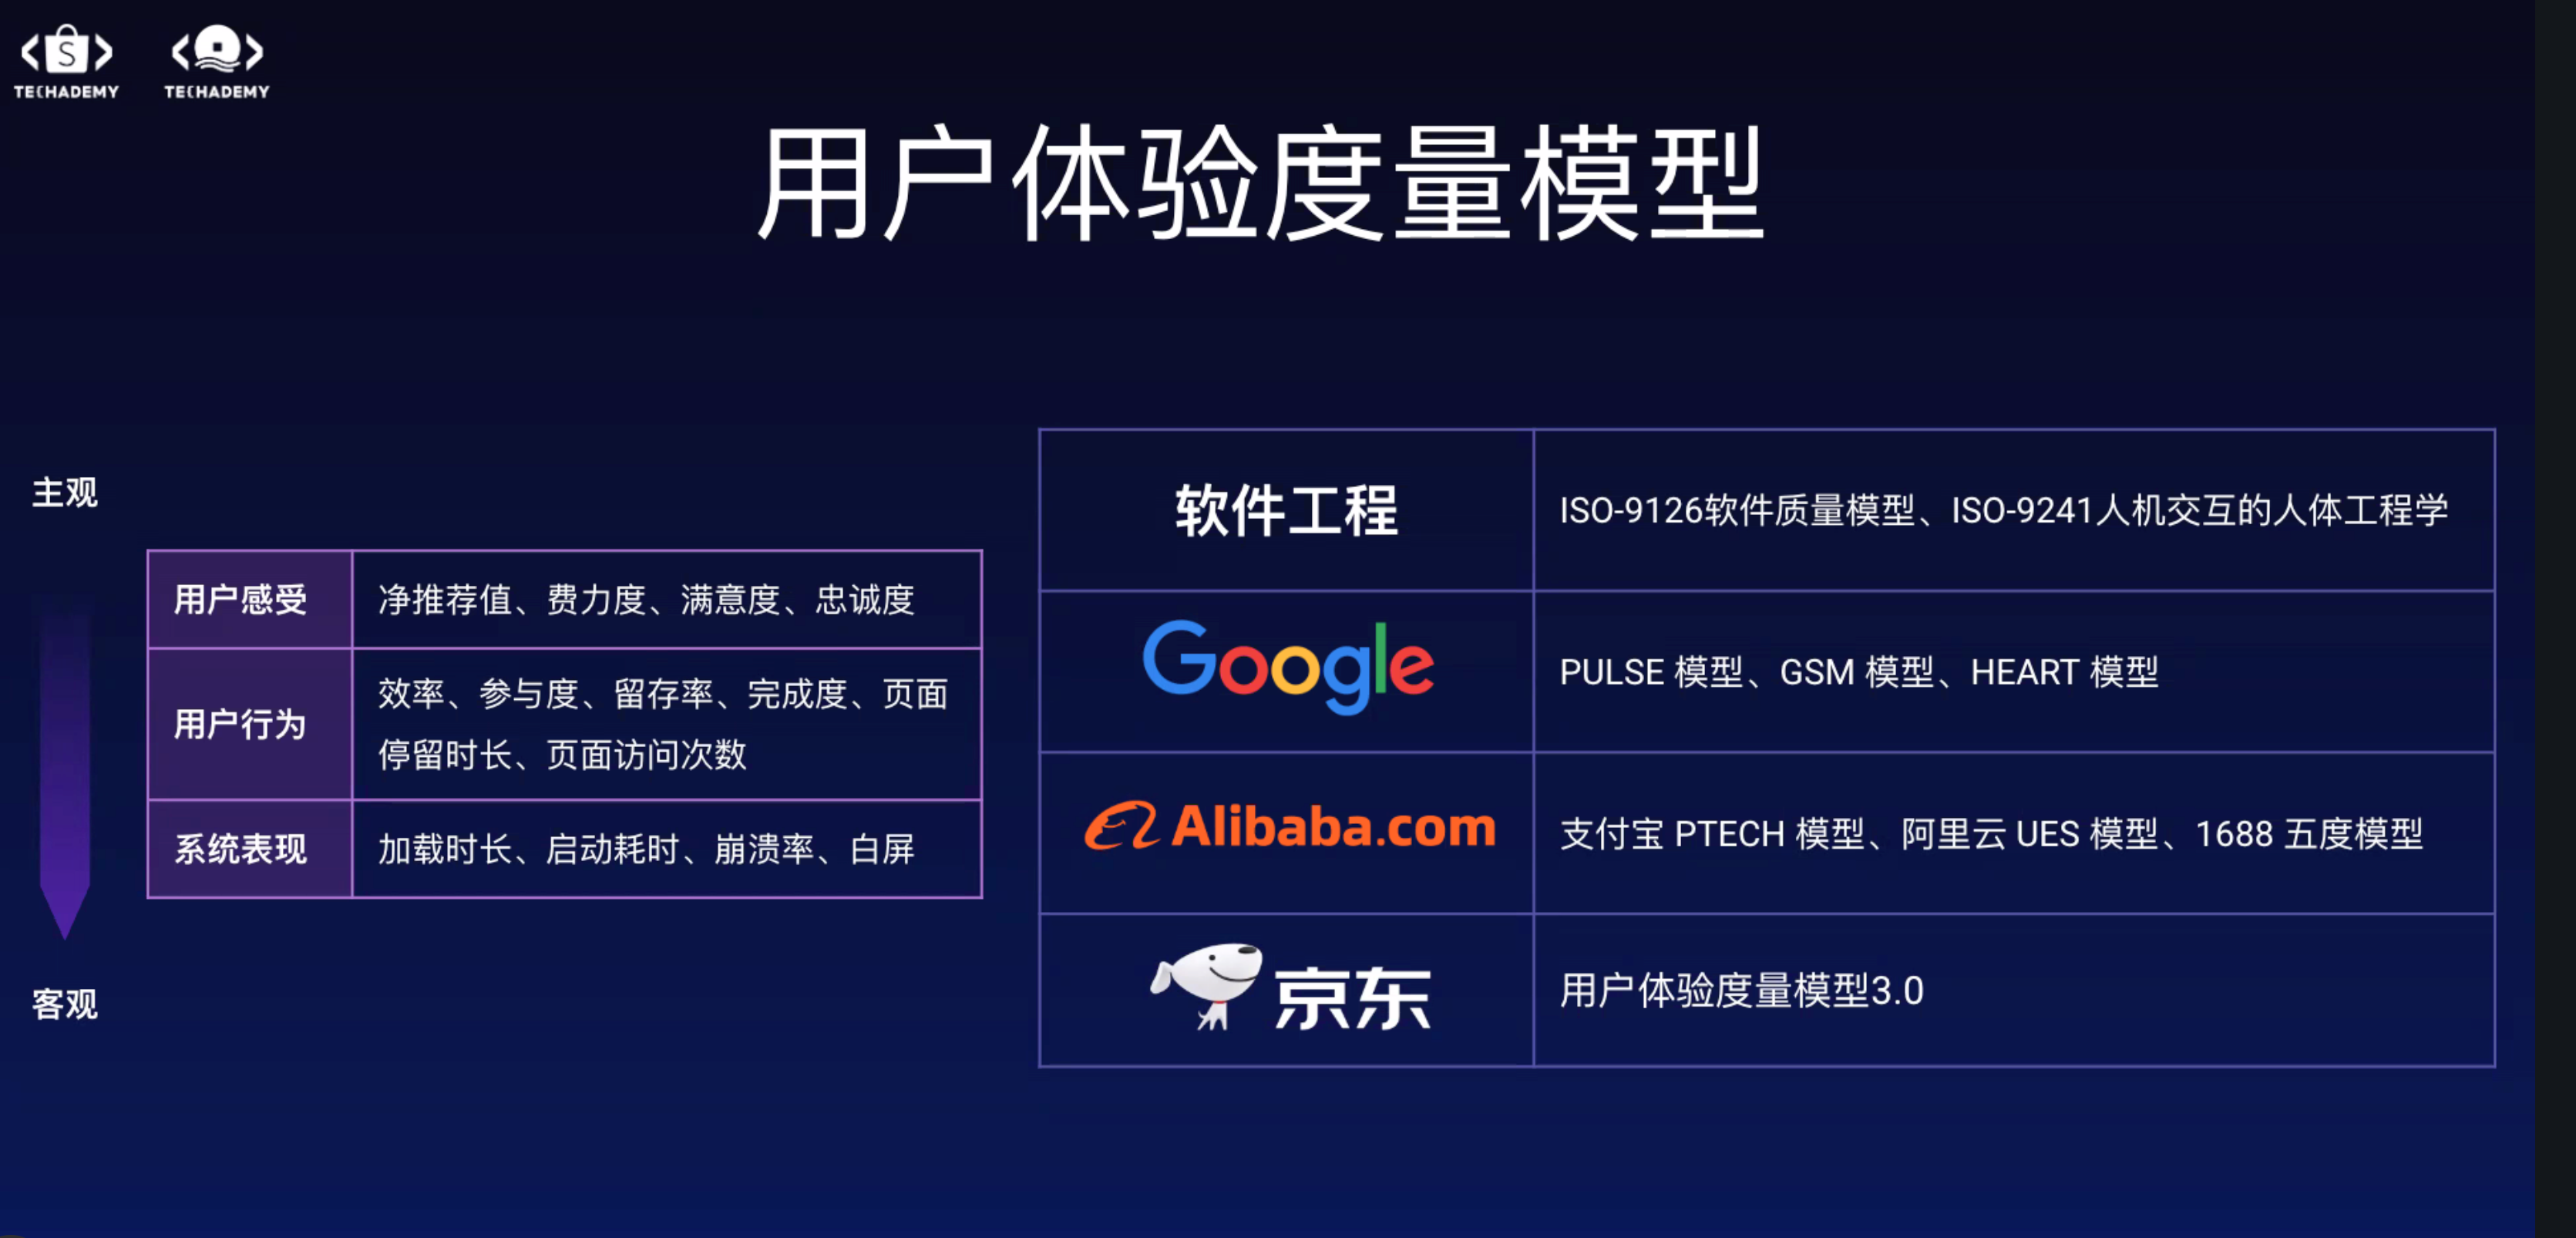 S
TECHADEMY
TECHADEMY
用户体验度量模型
主观
客观
用户感受
净推荐值、费力度、满意度、忠诚度
用户行为
效率、参与度、留存率、完成度、页面
停留时长、页面访问次数
系统表现
加载时长、启动耗时、崩溃率、白屏
软件工程
ISO-9126软件质量模型、ISO-9241人机交互的人体工程学
Google
PULSE 模型、GSM 模型、HEART 模型
Alibaba.com
支付宝 PTECH 模型、阿里云 UES 模型、1688 五度模型
京东
用户体验度量模型3.0